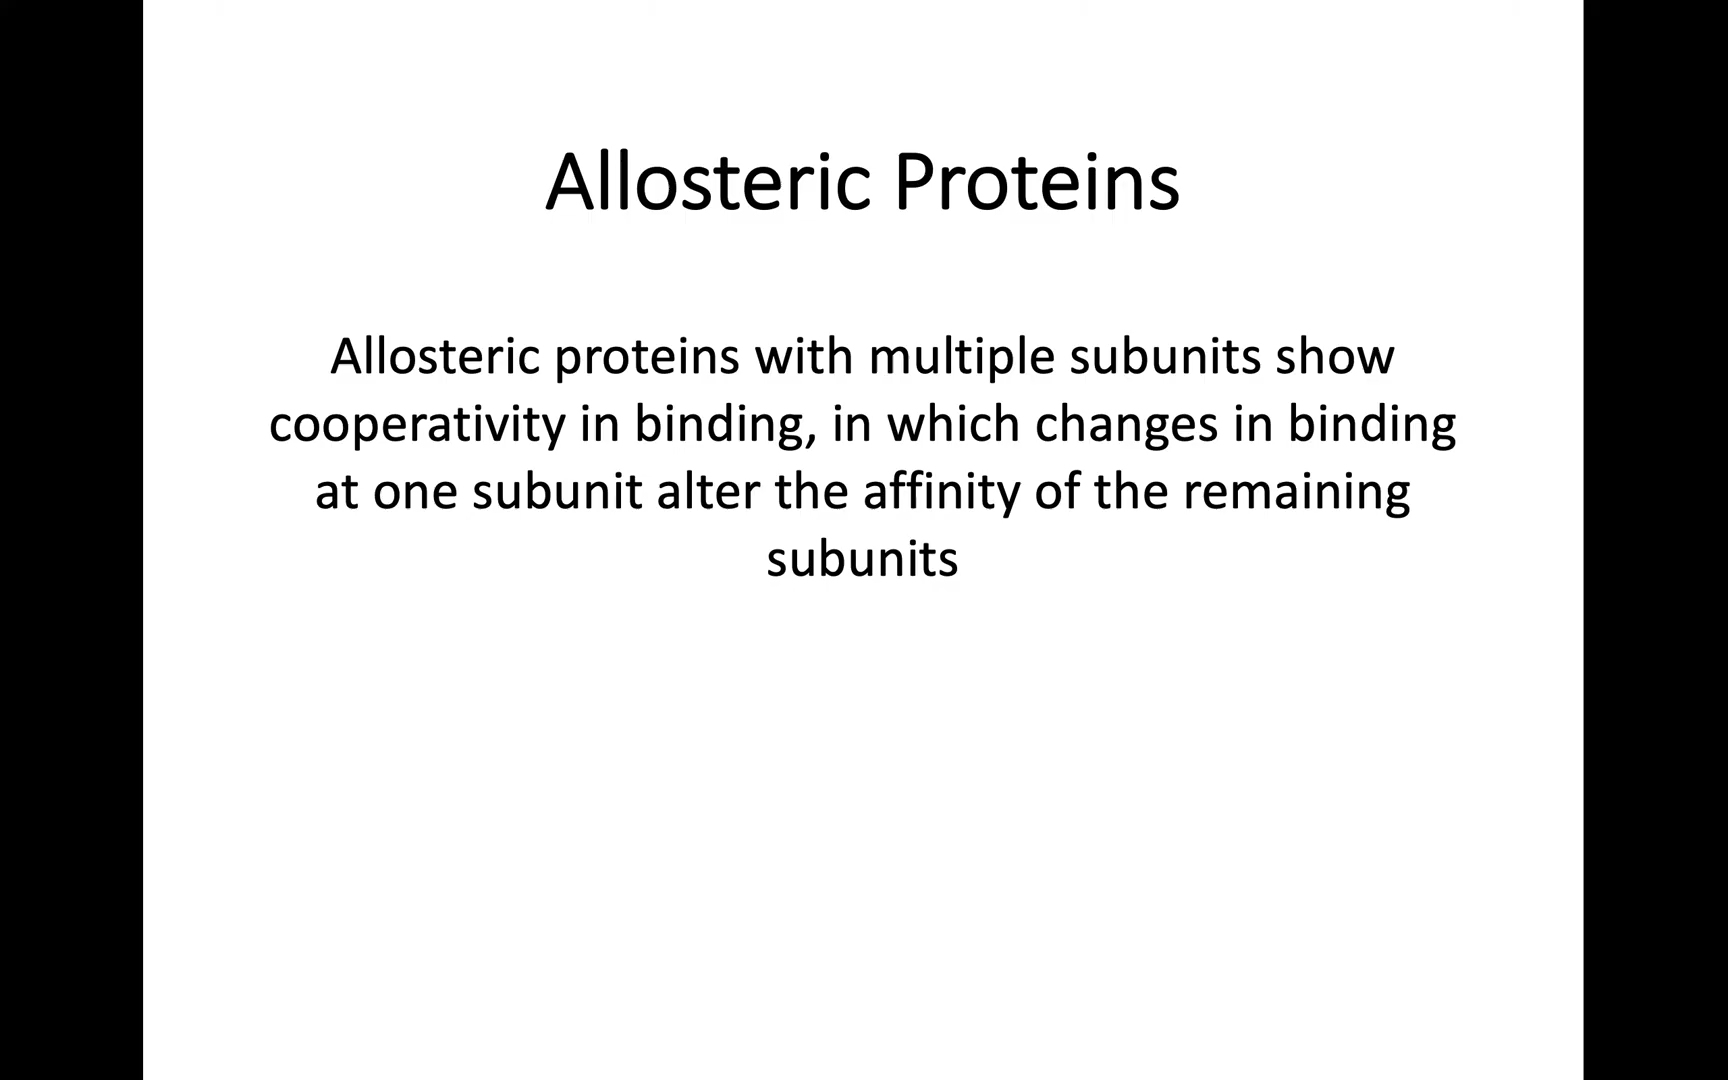 Allosteric Proteins
Allosteric proteins with multiple subunits show
cooperativity in binding, in which changes in binding
at one subunit alter the affinity of the remaining
subunits